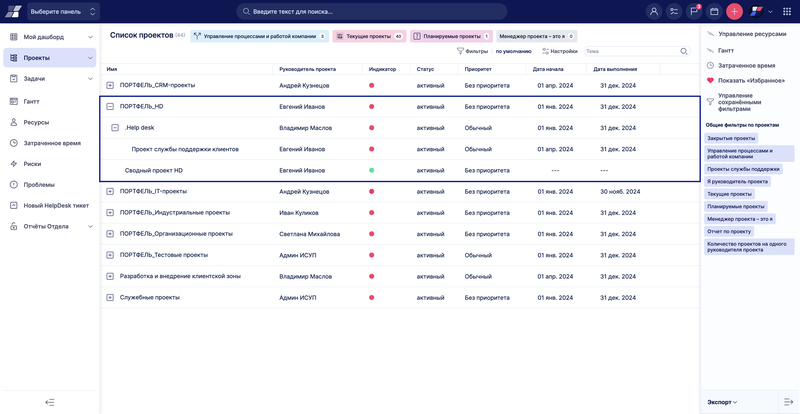 Выберите панель
Введите текст для поиска...
3
Мой дашборд
Проекты
Задачи
Гантт
Ресурсы
Затраченное время
Риски
Проблемы
Новый HelpDesk тикет
Отчёты Отдела
Список проектов (44)
Управление процессами и работой компании 3
Текущие проекты 40
Планируемые проекты 1
Менеджер проекта – это я 0
Фильтры по умолчанию Настройки Тема
Имя Руководитель проекта Индикатор Статус Приоритет Дата начала Дата выполнения
ПОРТФЕЛЬ_CRM-проекты Андрей Кузнецов активный Без приоритета 01 апр. 2024 31 дек. 2024
ПОРТФЕЛЬ_HD Евгений Иванов активный Без приоритета 01 янв. 2024 31 дек. 2024
.Help desk Владимир Маслов активный Обычный 01 янв. 2024 31 дек. 2024
Проект службы поддержки клиентов Евгений Иванов активный Обычный 01 апр. 2024 31 дек. 2024
Сводный проект HD Евгений Иванов активный Без приоритета --- ---
ПОРТФЕЛЬ_IT-проекты Андрей Кузнецов активный Без приоритета 01 янв. 2024 30 нояб. 2024
ПОРТФЕЛЬ_Индустриальные проекты Иван Куликов активный Без приоритета 01 янв. 2024 31 дек. 2024
ПОРТФЕЛЬ_Организационные проекты Светлана Михайлова активный Без приоритета 01 янв. 2024 31 дек. 2024
ПОРТФЕЛЬ_Тестовые проекты Админ ИСУП активный Обычный 01 янв. 2024 31 дек. 2024
Разработка и внедрение клиентской зоны Владимир Маслов активный Обычный 01 апр. 2024 31 дек. 2024
Служебные проекты Админ ИСУП активный Без приоритета 01 янв. 2024 31 дек. 2024
Управление ресурсами
Гантт
Затраченное время
Показать «Избранное»
Управление
сохранёнными
фильтрами
Общие фильтры по проектам
Закрытые проекты
Управление процессами и
работой компании
Проекты службы поддержки
Я руководитель проекта
Текущие проекты
Планируемые проекты
Менеджер проекта – это я
Отчет по проекту
Количество проектов на одного
руководителя проекта
Экспорт